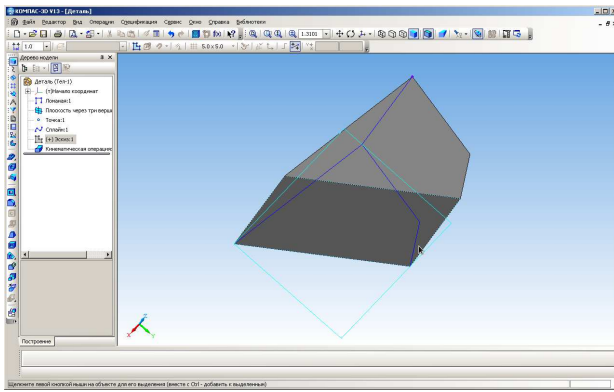 КОМПАС-3D V13 - [Деталь]
Файл Редактор Вид Операции Спецификация Сервис Окно Справка Библиотеки
1.3101
1.0 5.0 x 5.0
Дерево модели
Деталь (Тел-1)
(т)Начало координат
Ломаная:1
Плоскость через три верши
Точка:1
Сплайн:1
(+) Эскиз:1
Кинематическая операция:
Z
X Y
Построение
Щелкните левой кнопкой мыши на объекте для его выделения (вместе с Ctrl - добавить к выделенным)